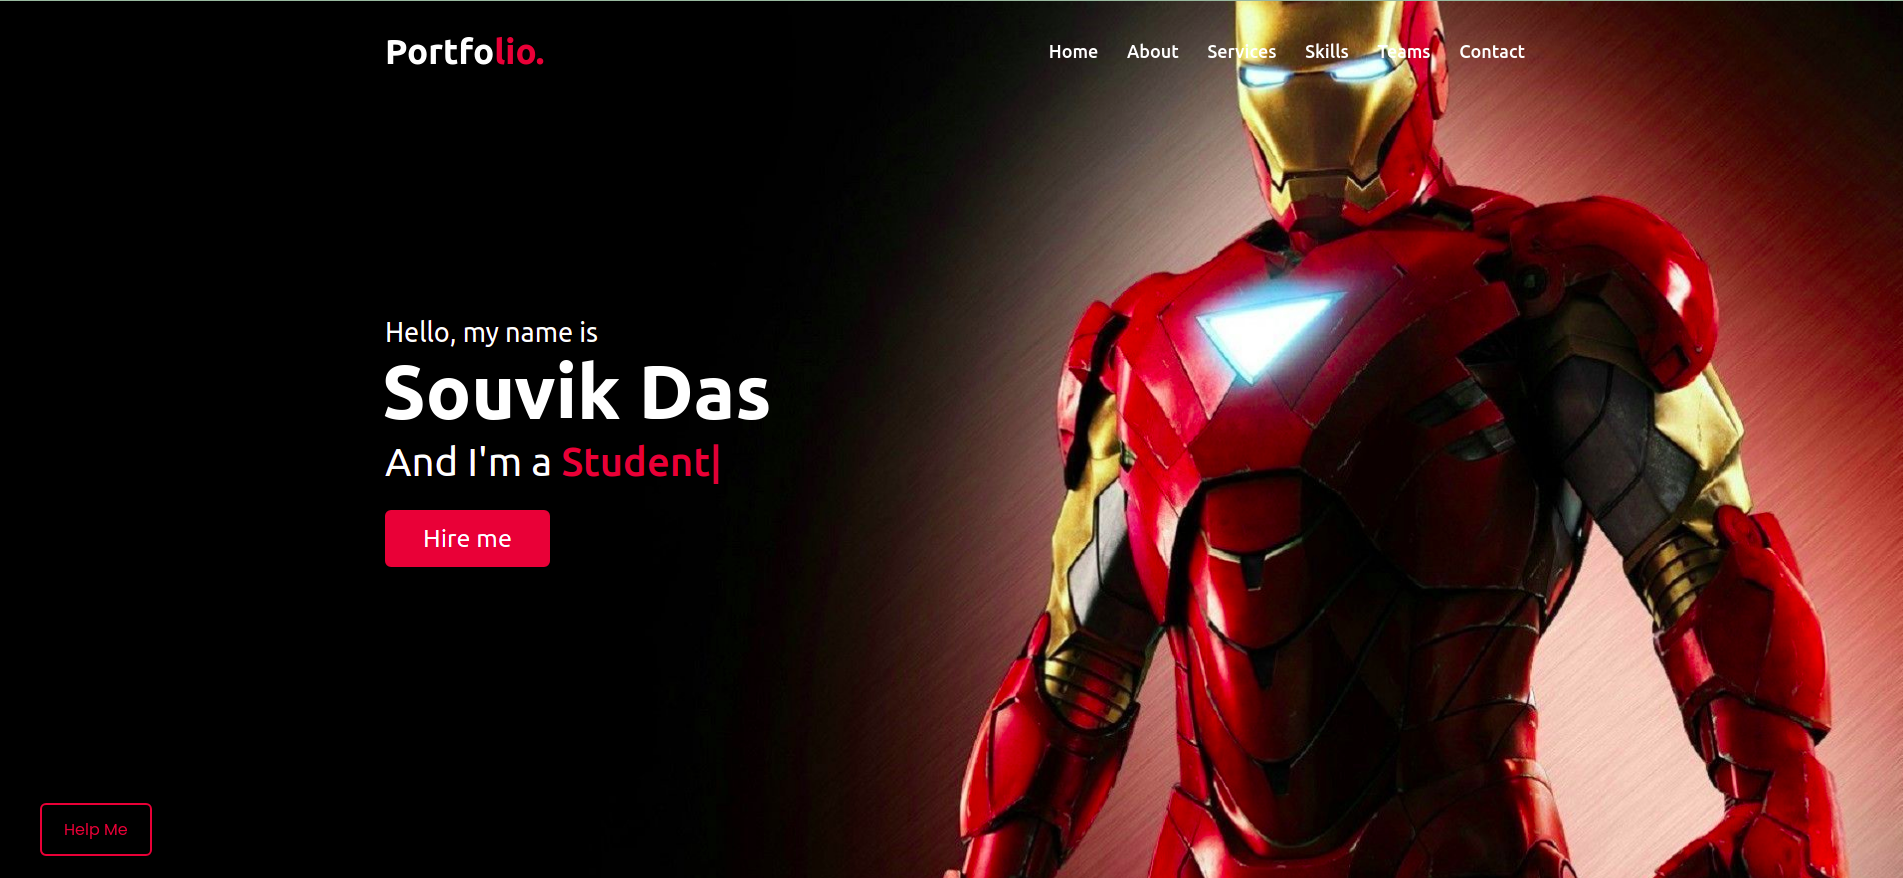 Portfolio.
Home About Services Skills Teams Contact
Hello, my name is
Souvik Das
And I'm a Student|
Hire me
Help Me